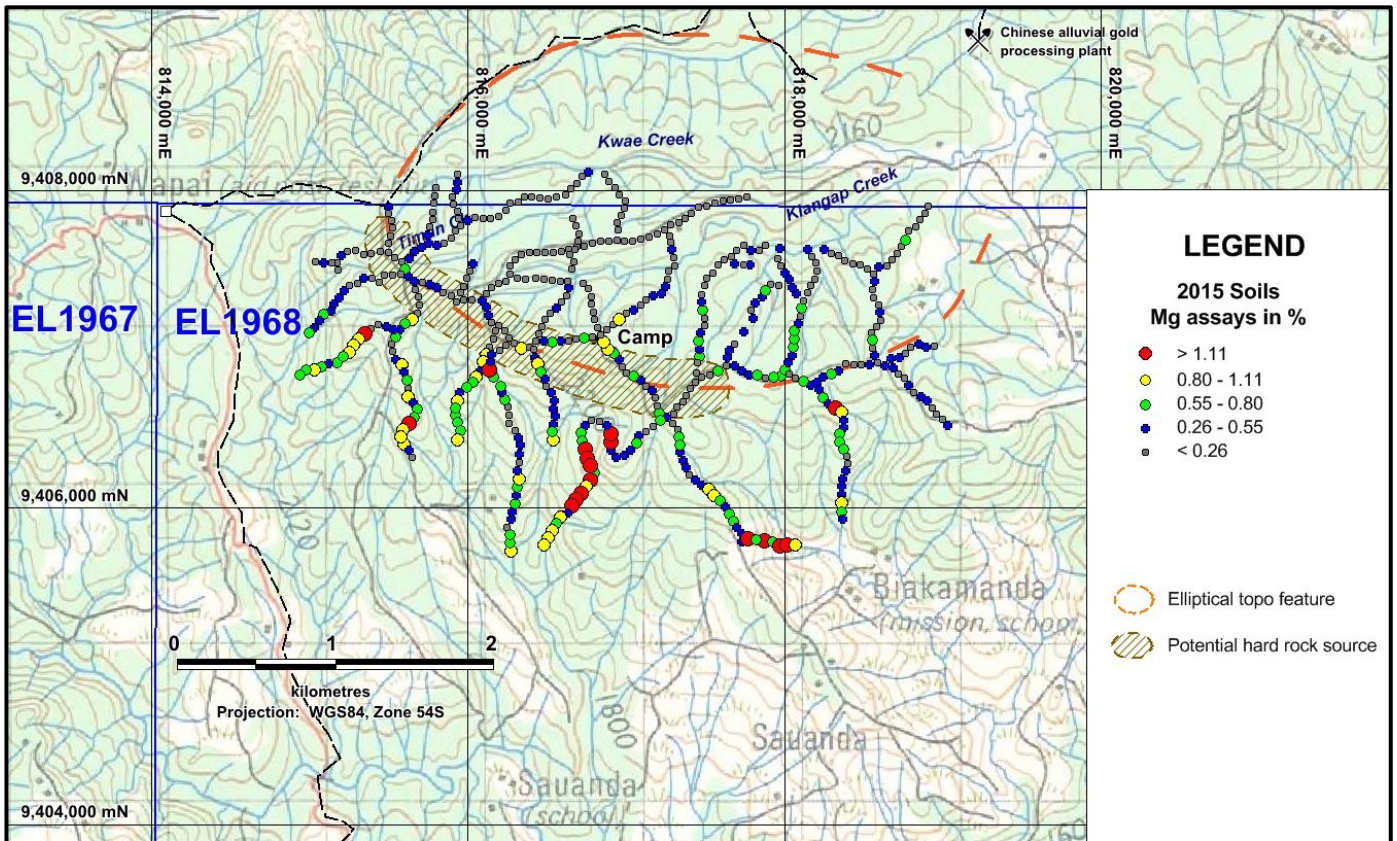 Chinese alluvial gold
processing plant
814,000 mE
816,000 mE
818,000 mE
820,000 mE
2160
Kwae Creek
9,408,000 mN
Wapai
Klangap Creek
Timun
LEGEND
2015 Soils
Mg assays in %
> 1.11
0.80 - 1.11
0.55 - 0.80
0.26 - 0.55
< 0.26
EL1967
EL1968
Camp
9,406,000 mN
Biakamanda
(mission, school
Elliptical topo feature
Potential hard rock source
0 1 2
kilometres
Projection: WGS84, Zone 54S
1800
Sauanda
Sauanda
(school)
9,404,000 mN